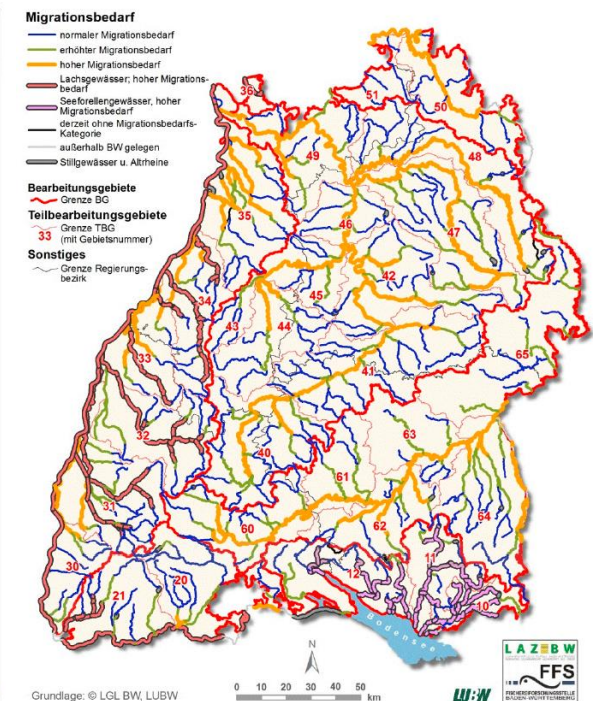 Migrationsbedarf
normaler Migrationsbedarf
erhöhter Migrationsbedarf
hoher Migrationsbedarf
Lachsgewässer; hoher Migrations-
bedarf
Seeforellengewässer, hoher
Migrationsbedarf
derzeit ohne Migrationsbedarfs-
Kategorie
außerhalb BW gelegen
Stillgewässer u. Altrheine
Bearbeitungsgebiete
Grenze BG
Teilbearbeitungsgebiete
33 Grenze TBG
(mit Gebietsnummer)
Sonstiges
Grenze Regierungs-
bezirk
36
51
50
49
48
35
46
47
42
34
45
43
44
33
65
41
32
63
40
61
31
64
60
62
30
11
12
20
21
10
Bodensee
N
0 10 20 30 40 50
km
Grundlage: © LGL BW, LUBW
LUBW
LAZBW
FFS
FISCHEREIFORSCHUNGSSTELLE
BADEN-WÜRTTEMBERG